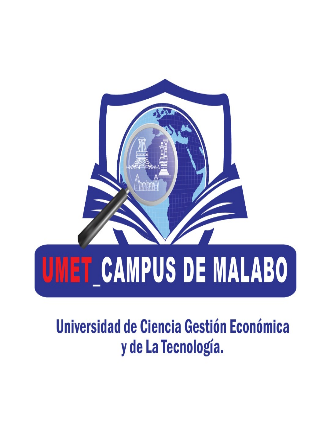 UMET_CAMPUS DE MALABO
Universidad de Ciencia Gestión Económica
y de La Tecnología.